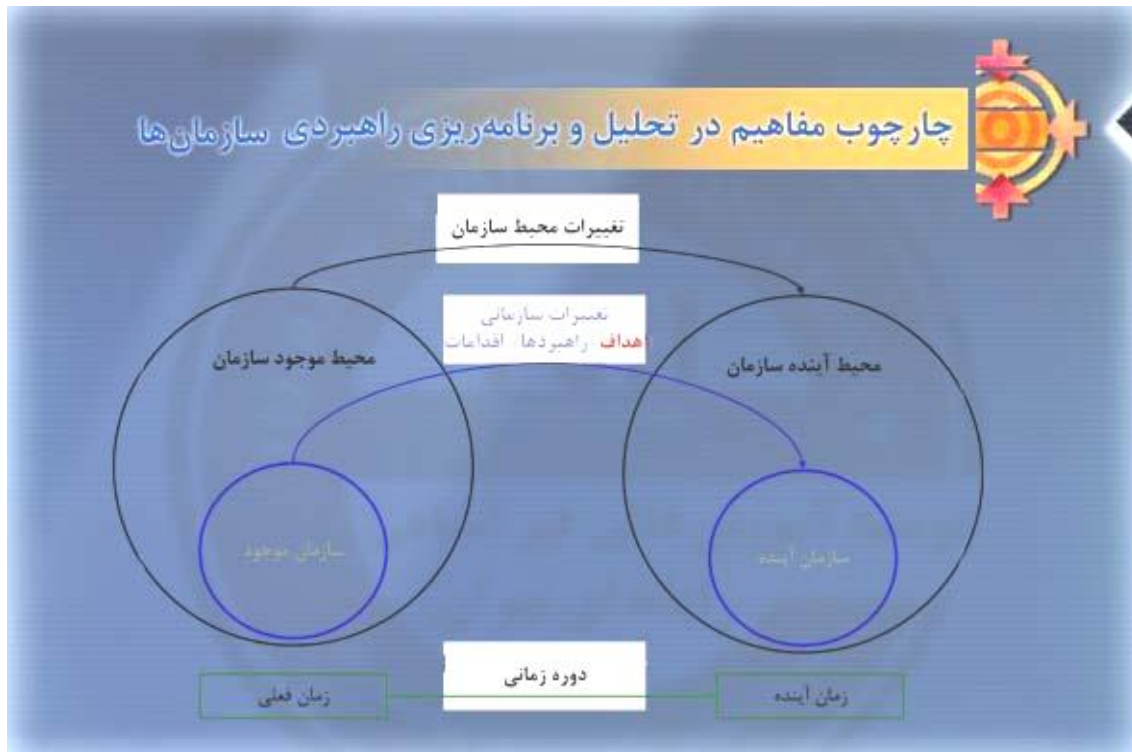 چارچوب مفاهیم در تحلیل و برنامه‌ریزی راهبردی سازمان‌ها
تغییرات محیط سازمان
تغییرات سازمانی
هداف راهبردها اقدامات
محیط آینده سازمان
محیط موجود سازمان
سازمان آینده
سازمان موجود
دوره زمانی
زمان آینده
زمان فعلی